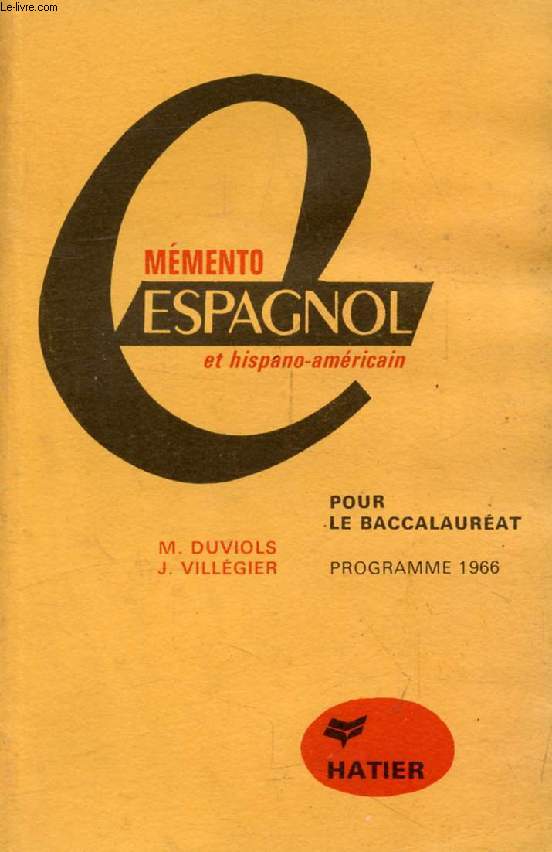 Le-livre.com
MÉMENTO
ESPAGNOL
et hispano-américain
POUR
LE BACCALAURÉAT
M. DUVIOLS
J. VILLÉGIER
PROGRAMME 1966
HATIER